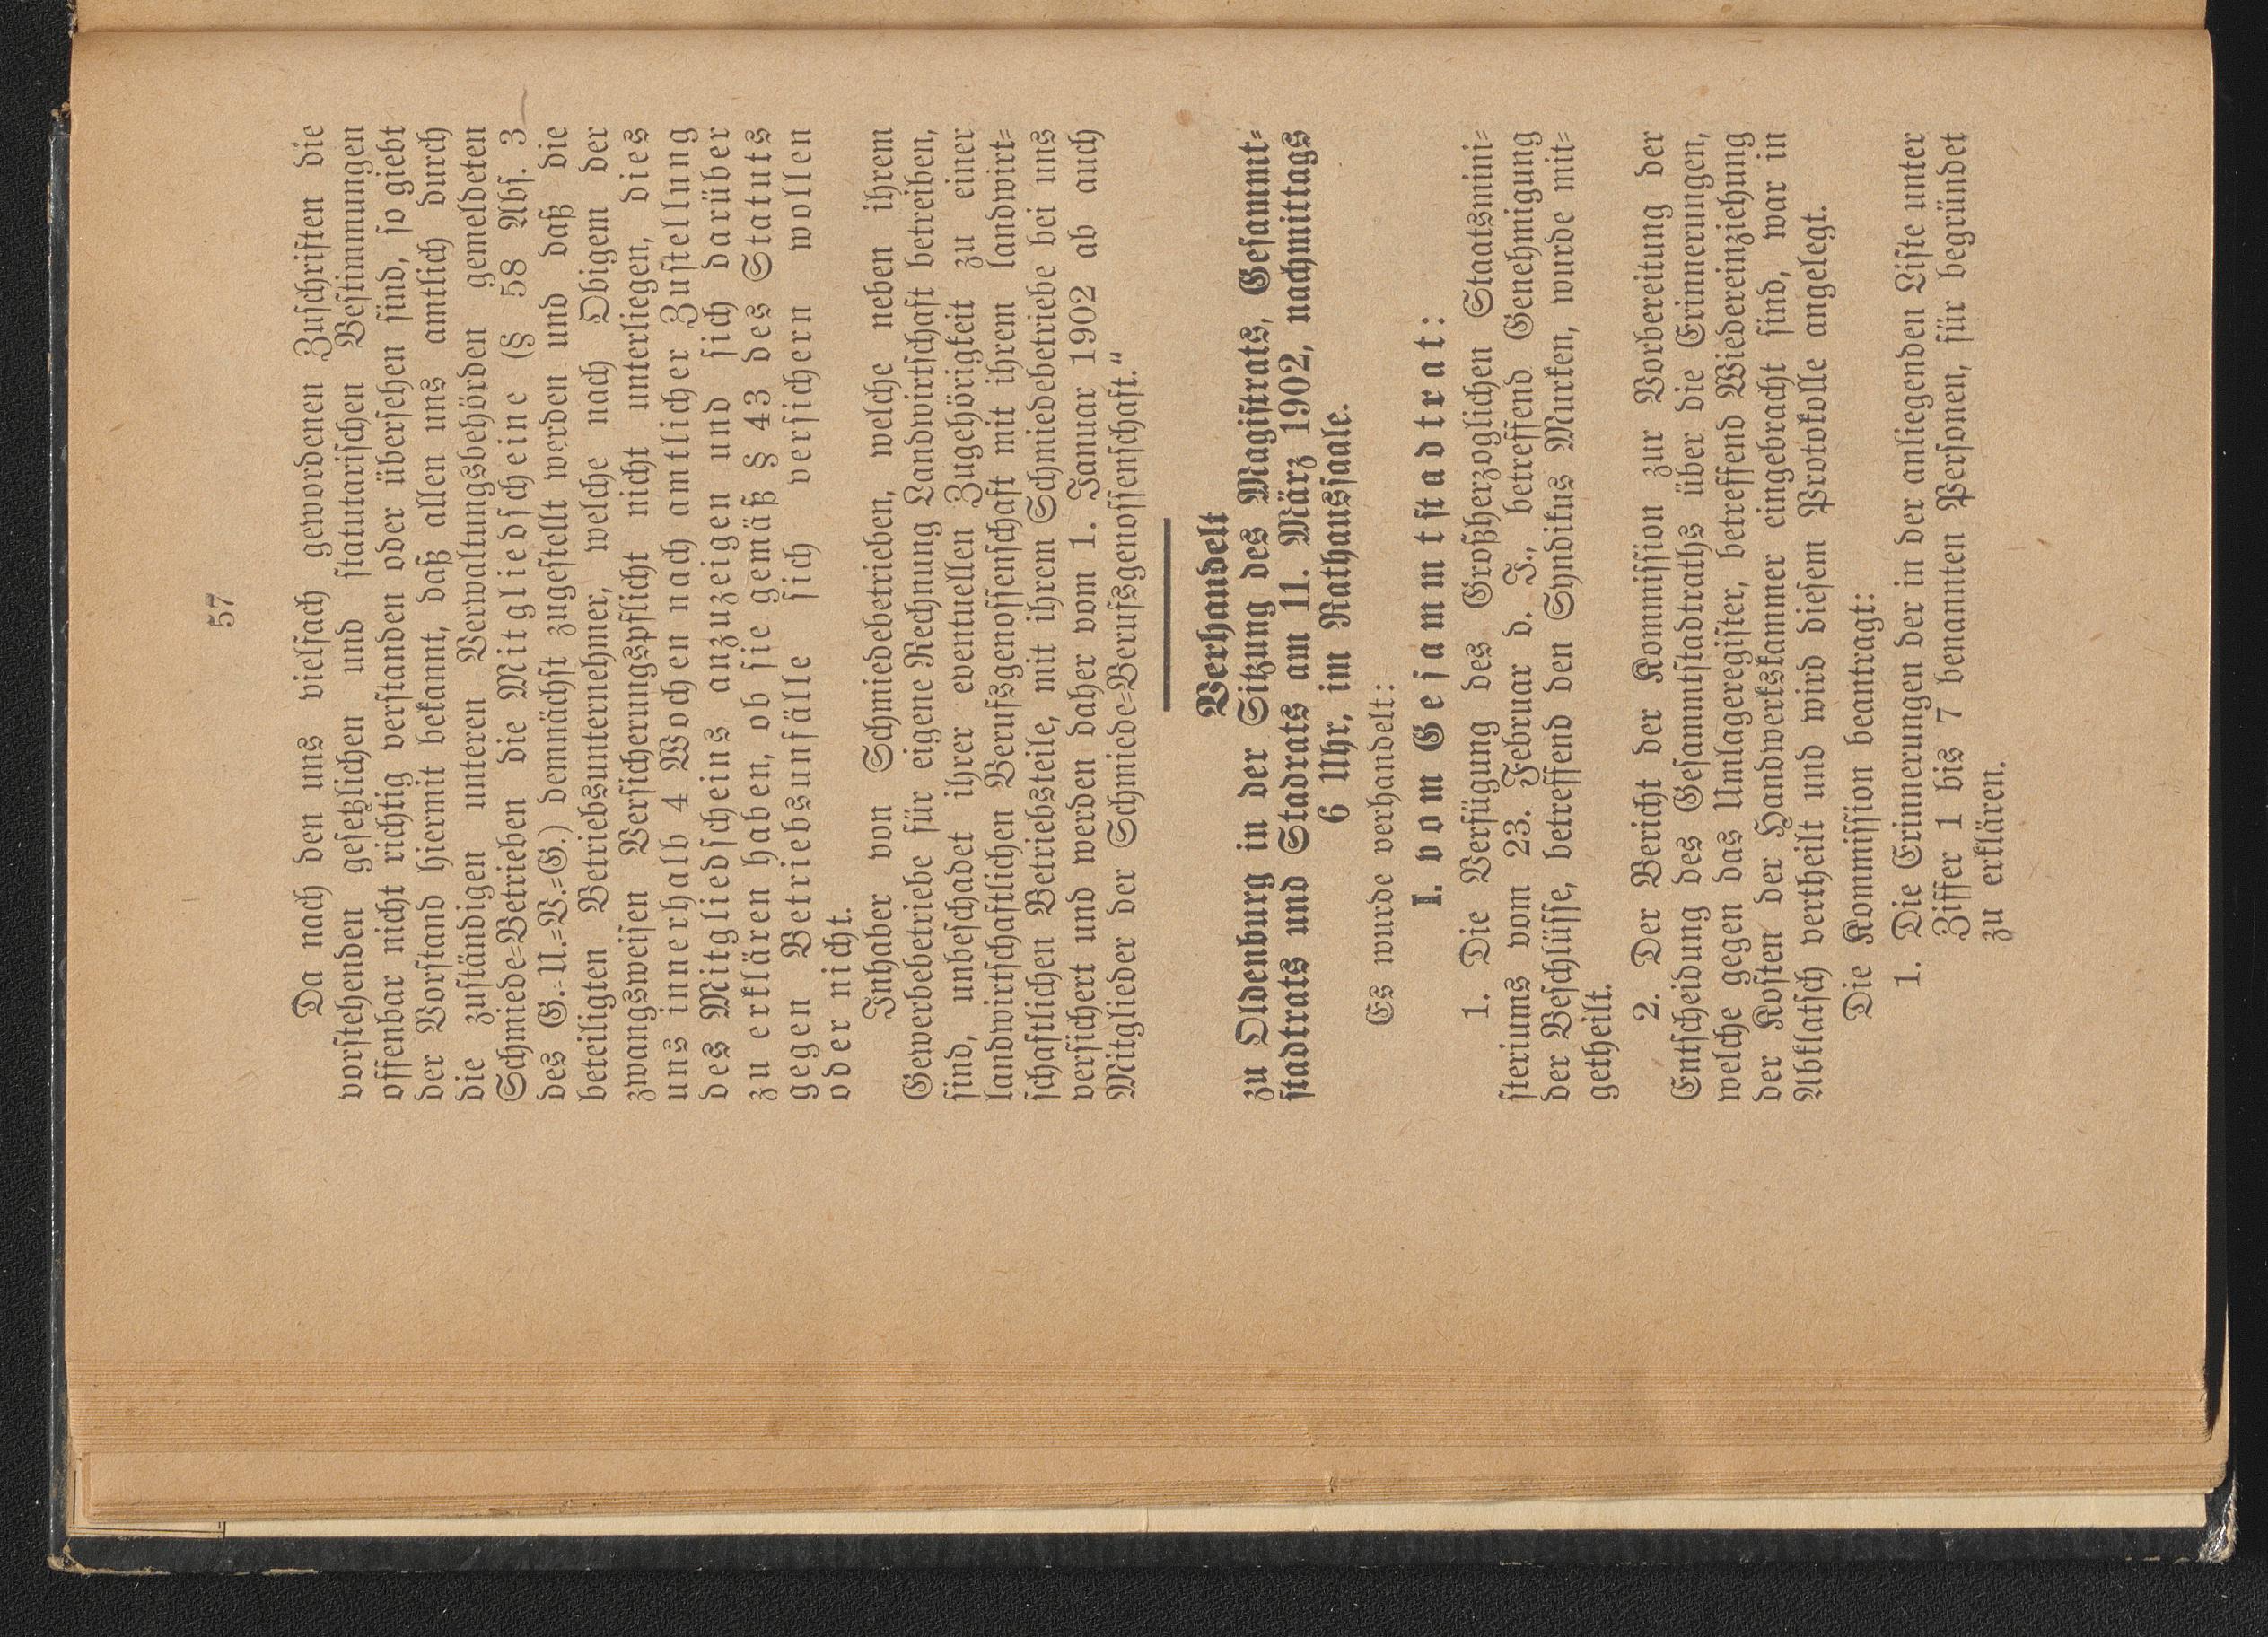 57
Da nach den uns vielfach gewordenen Zuschriften die
vorstehenden gesetzlichen und statutarischen Bestimmungen
offenbar nicht richtig verstanden oder übersehen sind, so giebt
der Vorstand hiermit bekannt, daß allen uns amtlich durch
die zuständigen unteren Verwaltungsbehörden gemeldeten
Schmiede=Betrieben die Mitgliedscheine (§ 58 Abs. 3
des G.=U.=V.=G.) demnächst zugestellt werden und daß die
beteiligten Betriebsunternehmer, welche nach Obigem der
zwangsweisen Versicherungspflicht nicht unterliegen, dies
uns innerhalb 4 Wochen nach amtlicher Zustellung
des Mitgliedscheins anzuzeigen und sich darüber
zu erklären haben, ob sie gemäß § 43 des Statuts
gegen Betriebsunfälle sich versichern wollen
oder nicht.
Inhaber von Schmiedebetrieben, welche neben ihrem
Gewerbebetriebe für eigene Rechnung Landwirtschaft betreiben,
sind, unbeschadet ihrer eventuellen Zugehörigkeit zu einer
landwirtschaftlichen Berufsgenossenschaft mit ihrem landwirt=
schaftlichen Betriebsteile, mit ihrem Schmiedebetriebe bei uns
versichert und werden daher vom 1. Januar 1902 ab auch
Mitglieder der Schmiede=Berufsgenossenschaft.“
Verhandelt
zu Oldenburg in der Sitzung des Magistrats, Gesammt=
stadtrats und Stadrats am 11. März 1902, nachmittags
6 Uhr, im Rathaussaale.
Es wurde verhandelt:
I. vom Gesammtstadtrat:
1. Die Verfügung des Großherzoglichen Staatsmini=
steriums vom 23. Februar d. J., betreffend Genehmigung
der Beschlüsse, betreffend den Syndikus Murken, wurde mit=
getheilt.
2. Der Bericht der Kommission zur Vorbereitung der
Entscheidung des Gesammtstadtraths über die Erinnerungen,
welche gegen das Umlageregister, betreffend Wiedereinziehung
der Kosten der Handwerkskammer eingebracht sind, war in
Abklatsch vertheilt und wird diesem Protokolle angelegt.
Die Kommission beantragt:
1. Die Erinnerungen der in der anliegenden Liste unter
Ziffer 1 bis 7 benannten Personen, für begründet
zu erklären.